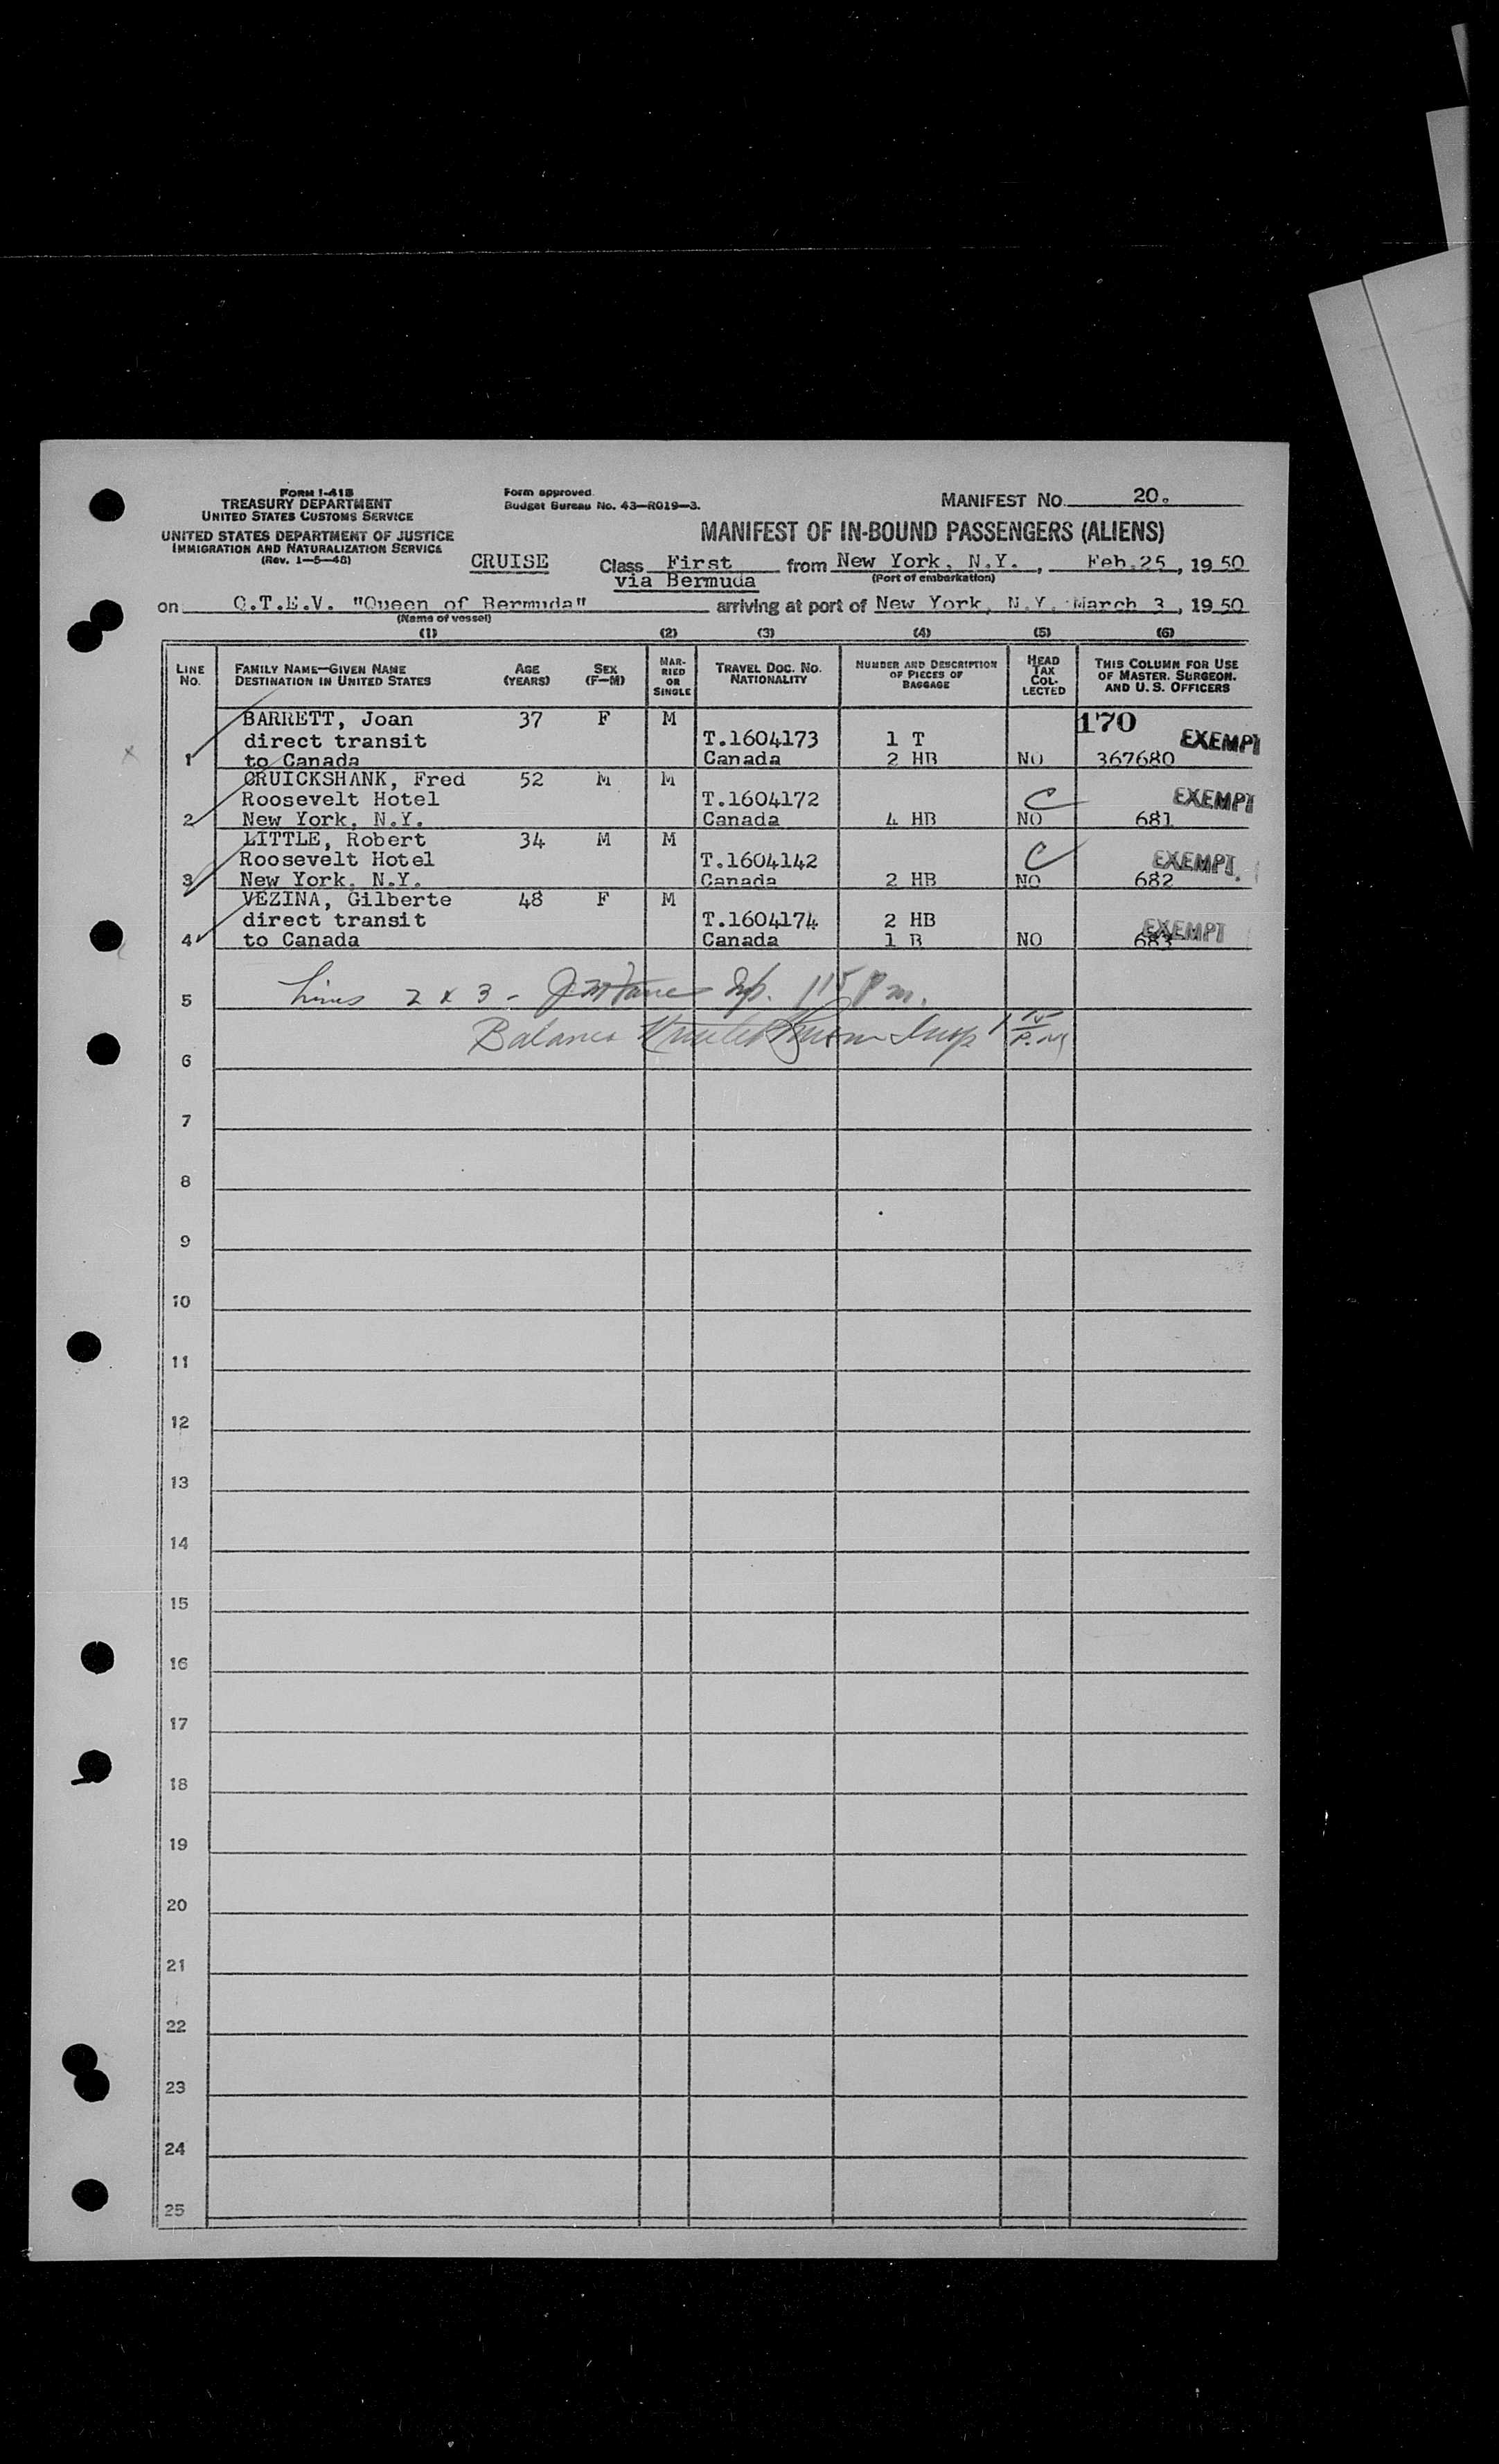 FORM I-418
TREASURY DEPARTMENT
UNITED STATES CUSTOMS SERVICE
UNITED STATES DEPARTMENT OF JUSTICE
IMMIGRATION AND NATURALIZATION SERVICE
(Rev. 1-5-48)
Form approved.
Budget Bureau No. 43-R019-3.
MANIFEST NO. 20.
MANIFEST OF IN-BOUND PASSENGERS (ALIENS)
CRUISE Class First from New York, N.Y., Feb.25, 1950
via Bermuda (Port of embarkation)
on Q.T.E.V. "Queen of Bermuda" arriving at port of New York, N.Y. March 3, 1950
(Name of vessel)
(1) (2) (3) (4) (5) (6)
LINE NO. FAMILY NAME—GIVEN NAME DESTINATION IN UNITED STATES AGE (YEARS) SEX (F—M) MARRIED OR SINGLE TRAVEL DOC. NO. NATIONALITY NUMBER AND DESCRIPTION OF PIECES OF BAGGAGE HEAD TAX COLLECTED THIS COLUMN FOR USE OF MASTER, SURGEON, AND U. S. OFFICERS
BARRETT, Joan 37 F M 170
direct transit T.1604173 1 T EXEMPT
1 to Canada Canada 2 HB NO 367680
CRUICKSHANK, Fred 52 M M
Roosevelt Hotel T.1604172 C EXEMPT
2 New York, N.Y. Canada 4 HB NO 681
LITTLE, Robert 34 M M
Roosevelt Hotel T.1604142 C EXEMPT
3 New York, N.Y. Canada 2 HB NO 682
VEZINA, Gilberte 48 F M
direct transit T.1604174 2 HB EXEMPT
4 to Canada Canada 1 B NO 683
5 Lines 2 x 3 - 115 Pm.
6 Balance Insp
7
8
9
10
11
12
13
14
15
16
17
18
19
20
21
22
23
24
25